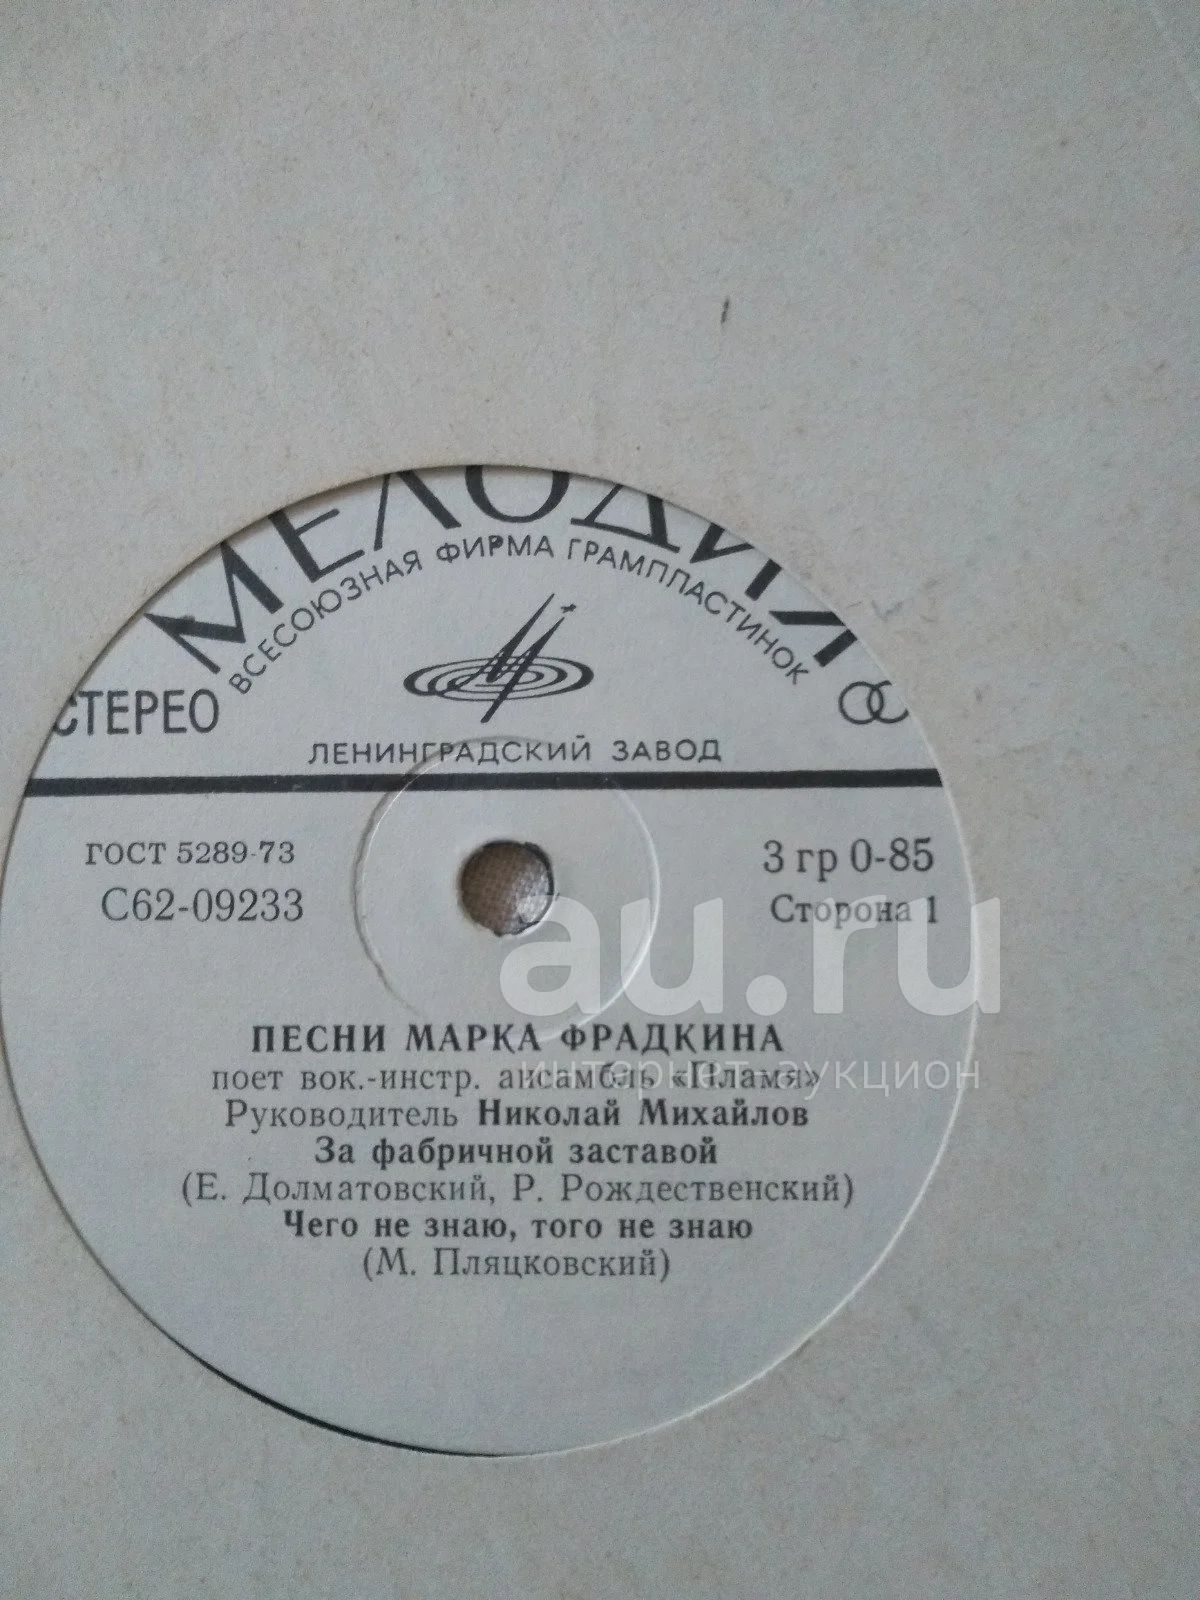 МЕЛОДИЯ
ВСЕСОЮЗНАЯ ФИРМА ГРАМПЛАСТИНОК
СТЕРЕО
ЛЕНИНГРАДСКИЙ ЗАВОД
ГОСТ 5289-73
3 гр 0-85
С62-09233
Сторона 1
au.ru
интернет-аукцион
ПЕСНИ МАРКА ФРАДКИНА
поет вок.-инстр. ансамбль «Пламя»
Руководитель Николай Михайлов
За фабричной заставой
(Е. Долматовский, Р. Рождественский)
Чего не знаю, того не знаю
(М. Пляцковский)